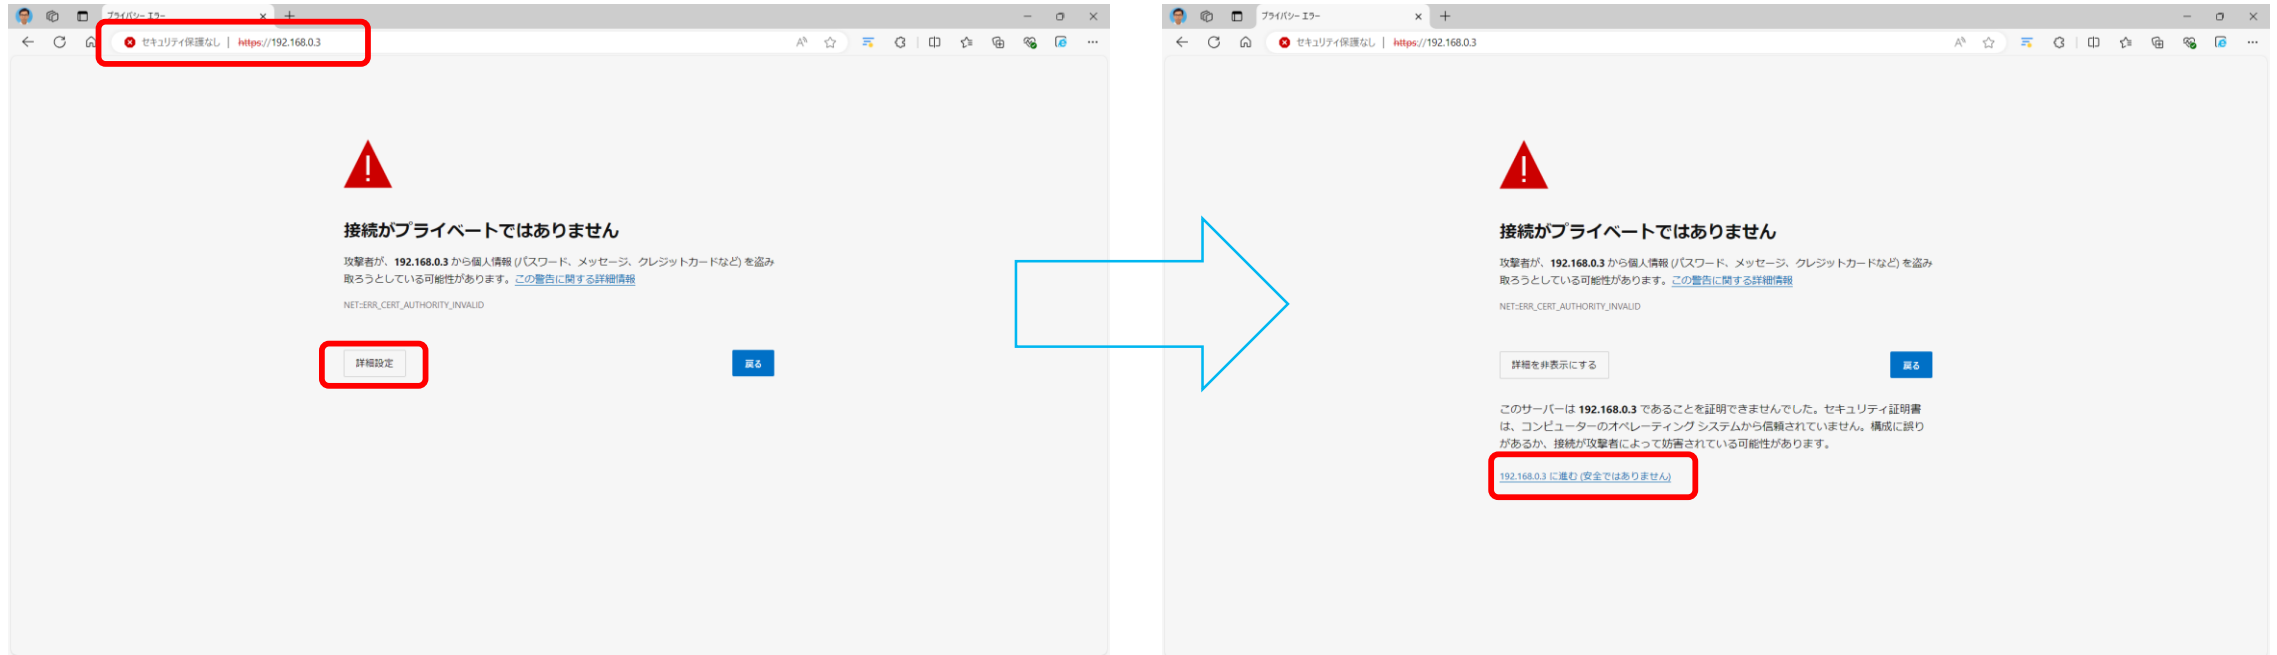 プライバシー エラー
セキュリティ保護なし | https://192.168.0.3
接続がプライベートではありません
攻撃者が、192.168.0.3 から個人情報 (パスワード、メッセージ、クレジットカードなど) を盗み
取ろうとしている可能性があります。この警告に関する詳細情報
NET::ERR_CERT_AUTHORITY_INVALID
詳細設定
戻る
プライバシー エラー
セキュリティ保護なし | https://192.168.0.3
接続がプライベートではありません
攻撃者が、192.168.0.3 から個人情報 (パスワード、メッセージ、クレジットカードなど) を盗み
取ろうとしている可能性があります。この警告に関する詳細情報
NET::ERR_CERT_AUTHORITY_INVALID
詳細を非表示にする
戻る
このサーバーは 192.168.0.3 であることを証明できませんでした。セキュリティ証明書
は、コンピューターのオペレーティング システムから信頼されていません。構成に誤り
があるか、接続が攻撃者によって妨害されている可能性があります。
192.168.0.3 に進む (安全ではありません)